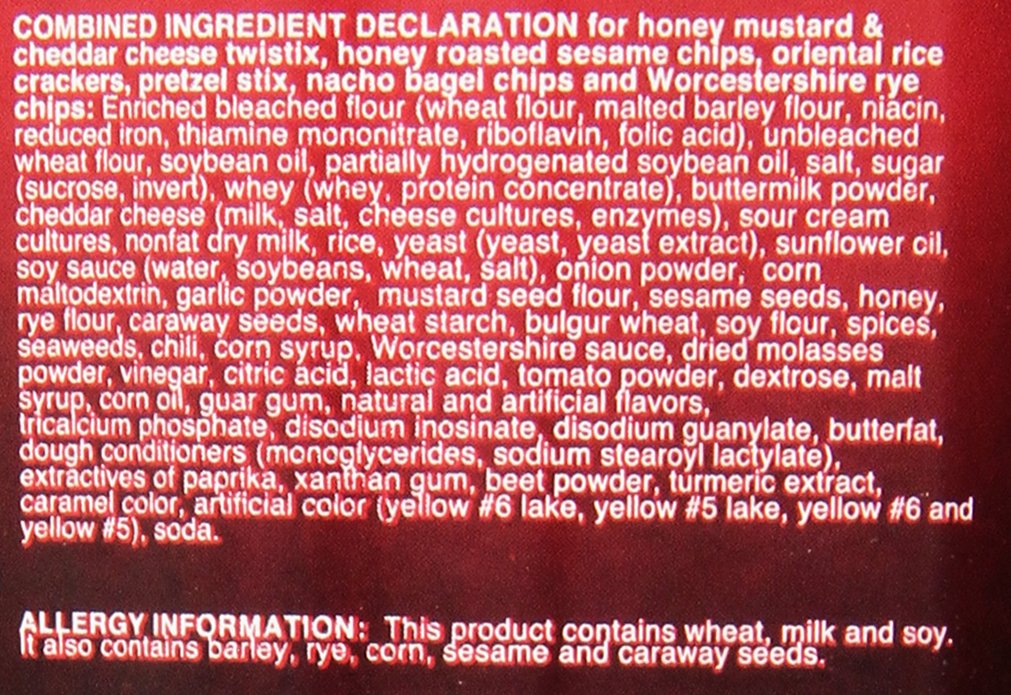 COMBINED INGREDIENT DECLARATION for honey mustard &
cheddar cheese twistix, honey roasted sesame chips, oriental rice
crackers, pretzel stix, nacho bagel chips and Worcestershire rye
chips: Enriched bleached flour (wheat flour, malted barley flour, niacin,
reduced iron, thiamine mononitrate, riboflavin, folic acid), unbleached
wheat flour, soybean oil, partially hydrogenated soybean oil, salt, sugar
(sucrose, invert), whey (whey, protein concentrate), buttermilk powder,
cheddar cheese (milk, salt, cheese cultures, enzymes), sour cream
cultures, nonfat dry milk, rice, yeast (yeast, yeast extract), sunflower oil,
soy sauce (water, soybeans, wheat, salt), onion powder, corn
maltodextrin, garlic powder, mustard seed flour, sesame seeds, honey,
rye flour, caraway seeds, wheat starch, bulgur wheat, soy flour, spices,
seaweeds, chili, corn syrup, Worcestershire sauce, dried molasses
powder, vinegar, citric acid, lactic acid, tomato powder, dextrose, malt
syrup, corn oil, guar gum, natural and artificial flavors,
tricalcium phosphate, disodium inosinate, disodium guanylate, butterfat,
dough conditioners (monoglycerides, sodium stearoyl lactylate),
extractives of paprika, xanthan gum, beet powder, turmeric extract,
caramel color, artificial color (yellow #6 lake, yellow #5 lake, yellow #6 and
yellow #5), soda.
ALLERGY INFORMATION: This product contains wheat, milk and soy.
It also contains barley, rye, corn, sesame and caraway seeds.